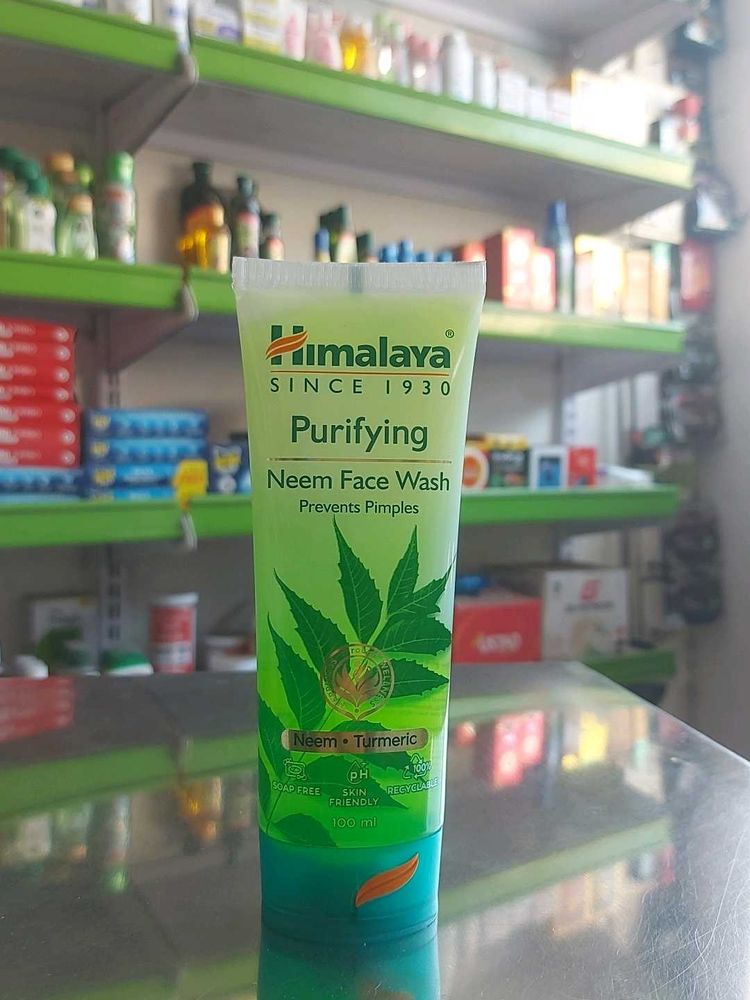 Himalaya®
SINCE 1930
Purifying
Neem Face Wash
Prevents Pimples
Neem • Turmeric
SOAP FREE
pH
SKIN
FRIENDLY
100%
RECYCLABLE
100 ml